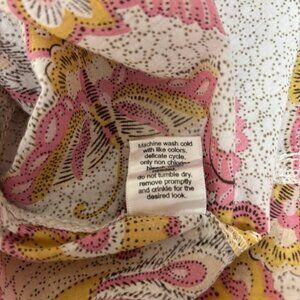 Machine wash cold
with like colors,
delicate cycle,
only non chlorine
do not tumble dry,
remove promptly
and crinkle for the
desired look.